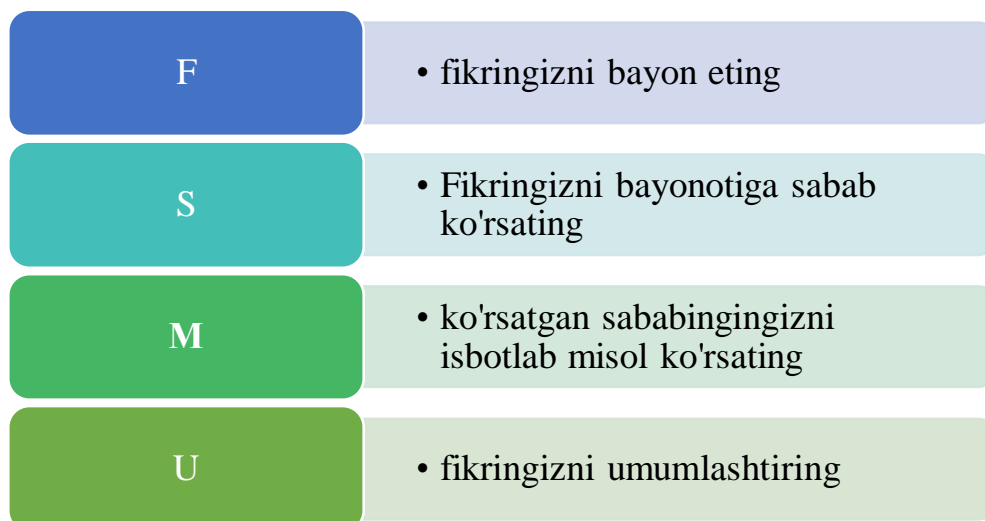 F
• fikringizni bayon eting
S
• Fikringizni bayonotiga sabab
ko'rsating
M
• ko'rsatgan sababingingizni
isbotlab misol ko'rsating
U
• fikringizni umumlashtiring